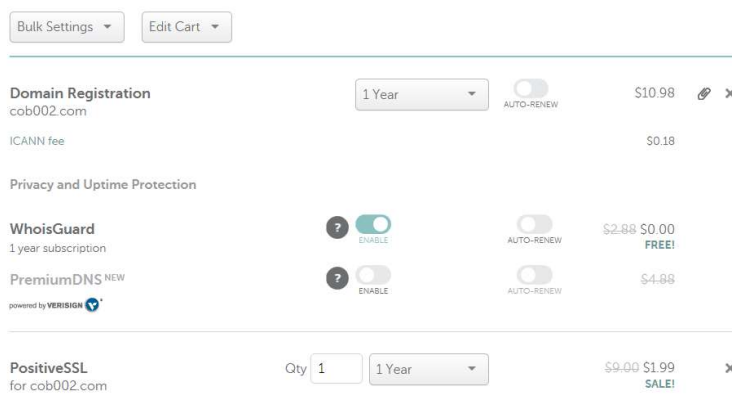 Bulk Settings Edit Cart
Domain Registration 1 Year $10.98
cob002.com AUTO-RENEW
ICANN fee $0.18
Privacy and Uptime Protection
WhoisGuard ? $2.88 $0.00
1 year subscription ENABLE AUTO-RENEW FREE!
PremiumDNS NEW ? $4.88
ENABLE AUTO-RENEW
powered by VERISIGN
PositiveSSL Qty 1 1 Year $9.00 $1.99
for cob002.com SALE!